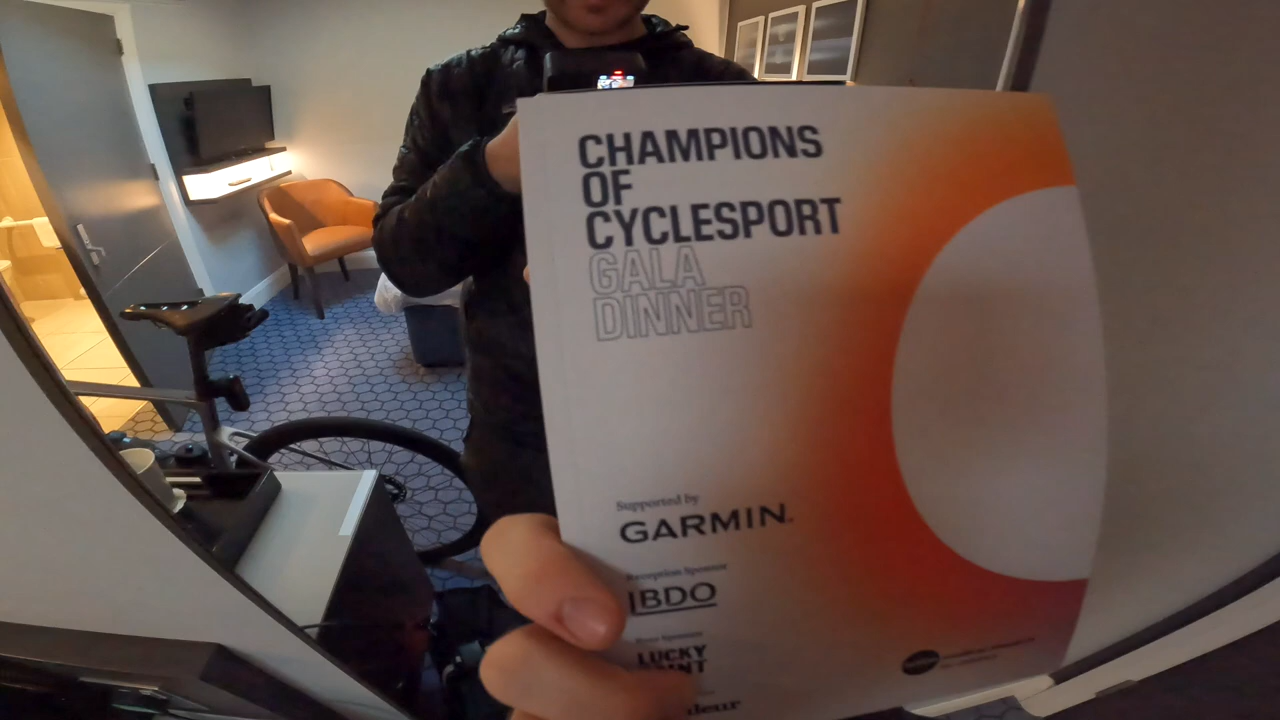 CHAMPIONS
OF
CYCLESPORT
GALA
DINNER
Supported by
GARMIN
Reception Sponsor
BDO
LUCKY